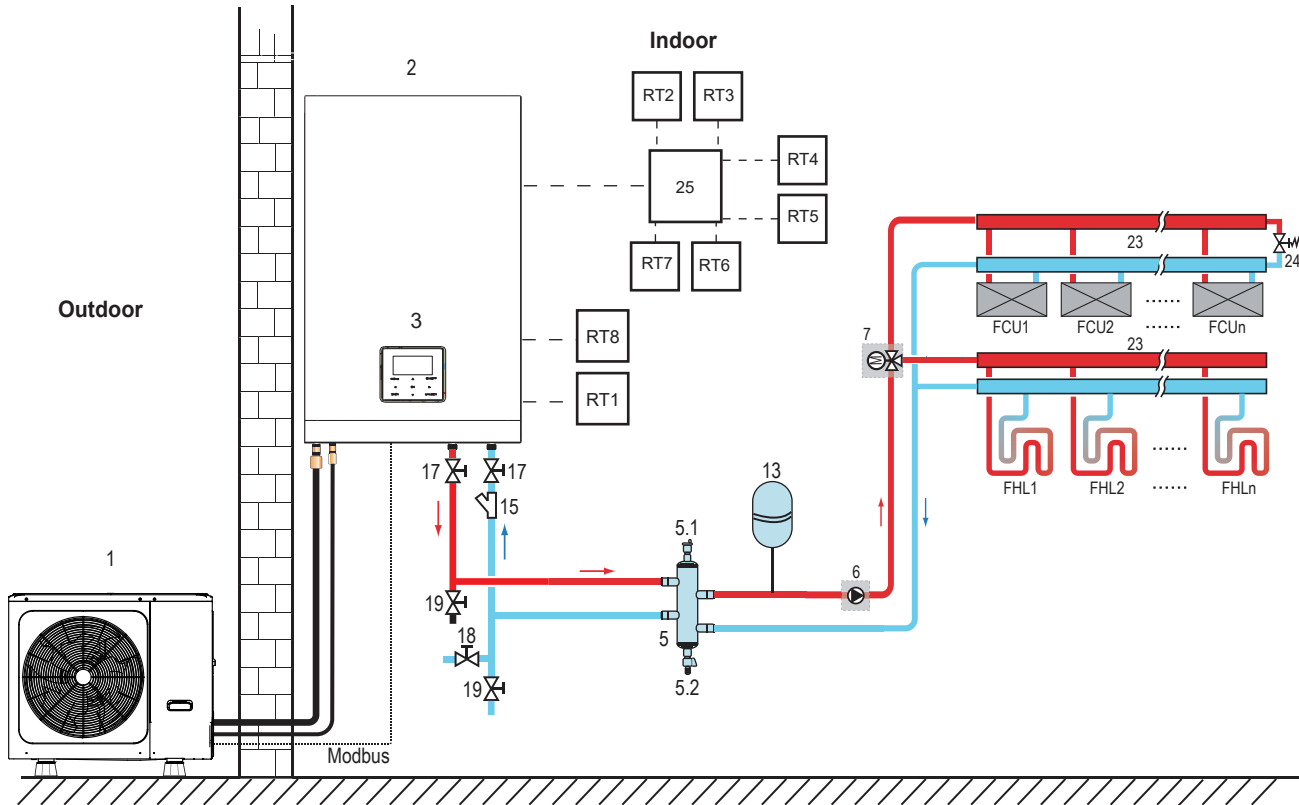 Indoor
2
RT2
RT3
25
RT4
RT5
RT7
RT6
Outdoor
3
RT8
RT1
23
24
FCU1
FCU2
......
......
FCUn
7
M
23
FHL1
FHL2
......
......
FHLn
17
17
15
13
5.1
1
6
19
5
18
19
5.2
Modbus